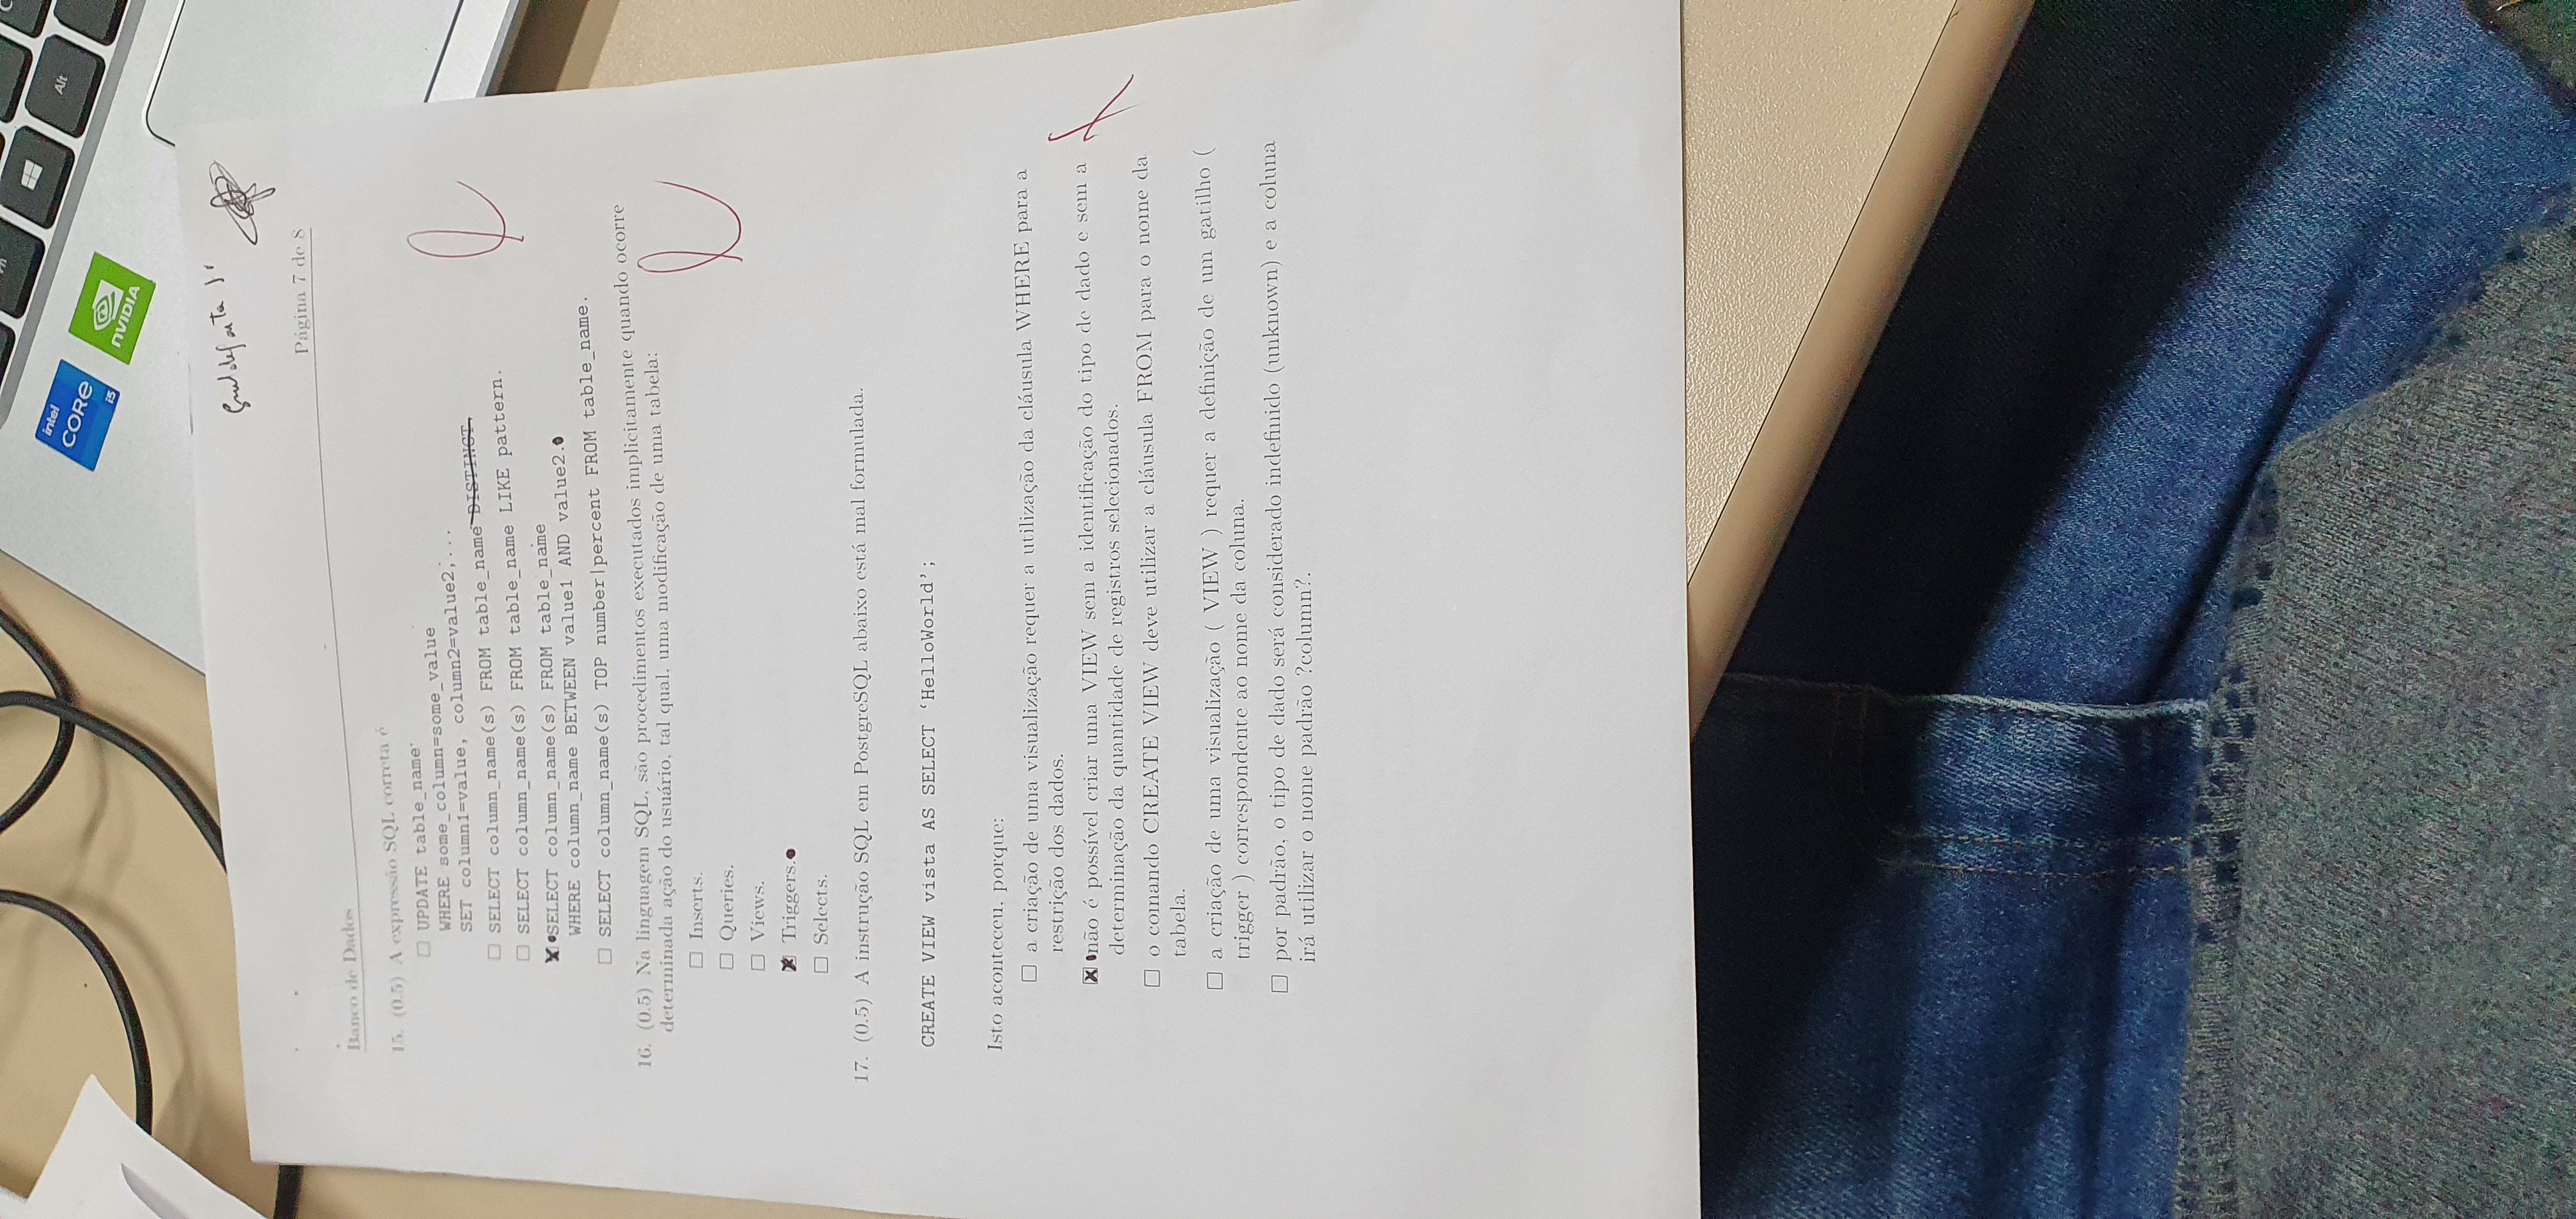 intel
CORe
i5
NVIDIA
Alt
Página 7 de 8
Banco de Dados
15. (0.5) A expressão SQL correta é
UPDATE table_name
WHERE some_column=some_value
SET column1=value, column2=value2,...
SELECT column_name(s) FROM table_name DISTINCT.
SELECT column_name(s) FROM table_name LIKE pattern.
SELECT column_name(s) FROM table_name
WHERE column_name BETWEEN value1 AND value2.
SELECT column_name(s) TOP number|percent FROM table_name.
16. (0.5) Na linguagem SQL, são procedimentos executados implicitamente quando ocorre
determinada ação do usuário, tal qual, uma modificação de uma tabela:
Inserts.
Queries.
Views.
Triggers.
Selects.
17. (0.5) A instrução SQL em PostgreSQL abaixo está mal formulada.
CREATE VIEW vista AS SELECT ‘HelloWorld’;
Isto aconteceu, porque:
a criação de uma visualização requer a utilização da cláusula WHERE para a
restrição dos dados.
não é possível criar uma VIEW sem a identificação do tipo de dado e sem a
determinação da quantidade de registros selecionados.
o comando CREATE VIEW deve utilizar a cláusula FROM para o nome da
tabela.
a criação de uma visualização ( VIEW ) requer a definição de um gatilho (
trigger ) correspondente ao nome da coluna.
por padrão, o tipo de dado será considerado indefinido (unknown) e a coluna
irá utilizar o nome padrão ?column?.